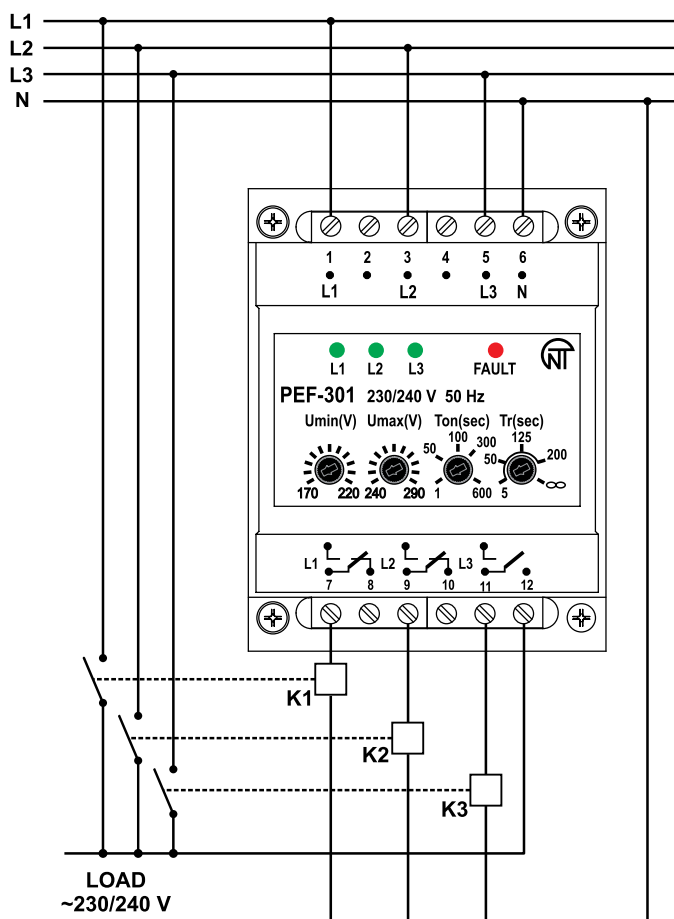 L1
L2
L3
N
1 2 3 4 5 6
L1 L2 L3 N
L1 L2 L3 FAULT NT
PEF-301 230/240 V 50 Hz
Umin(V) Umax(V) Ton(sec) Tr(sec)
50 100 300 50 125 200
170 220 240 290 1 600 5 ∞
L1 L2 L3
7 8 9 10 11 12
K1
K2
K3
LOAD
~230/240 V